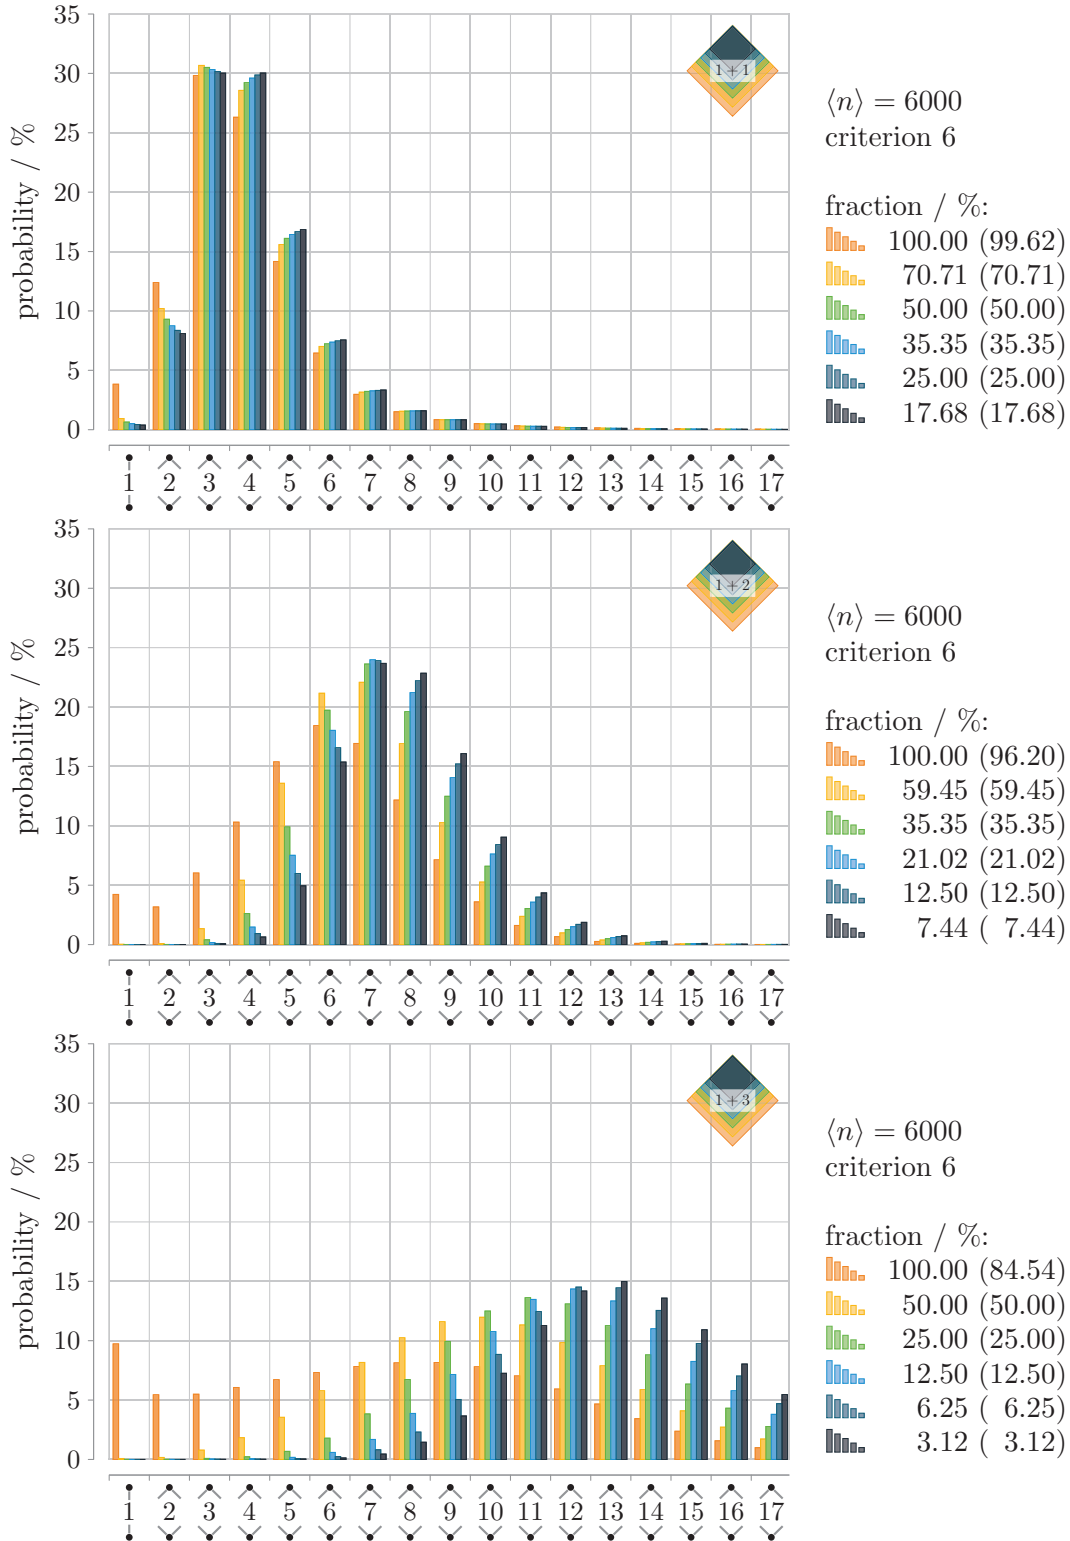 35
30
25
20
15
10
5
0
probability / %
1 + 1
1 2 3 4 5 6 7 8 9 10 11 12 13 14 15 16 17
⟨n⟩ = 6000
criterion 6
fraction / %:
100.00 (99.62)
70.71 (70.71)
50.00 (50.00)
35.35 (35.35)
25.00 (25.00)
17.68 (17.68)
35
30
25
20
15
10
5
0
probability / %
1 + 2
1 2 3 4 5 6 7 8 9 10 11 12 13 14 15 16 17
⟨n⟩ = 6000
criterion 6
fraction / %:
100.00 (96.20)
59.45 (59.45)
35.35 (35.35)
21.02 (21.02)
12.50 (12.50)
7.44 ( 7.44)
35
30
25
20
15
10
5
0
probability / %
1 + 3
1 2 3 4 5 6 7 8 9 10 11 12 13 14 15 16 17
⟨n⟩ = 6000
criterion 6
fraction / %:
100.00 (84.54)
50.00 (50.00)
25.00 (25.00)
12.50 (12.50)
6.25 ( 6.25)
3.12 ( 3.12)